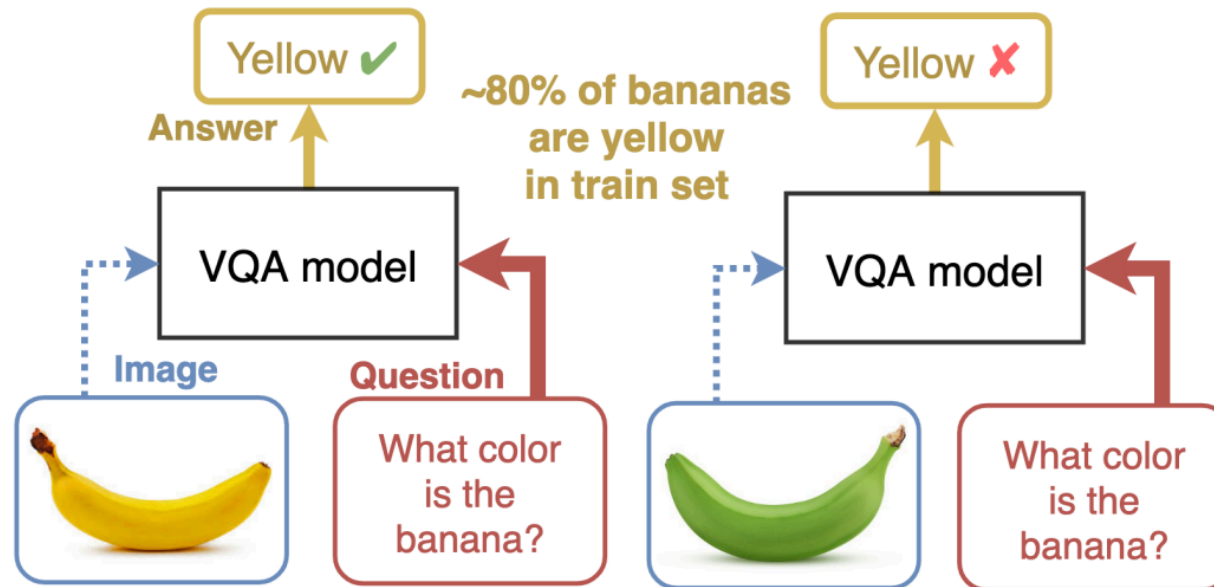 Yellow ✔
Answer
VQA model
Image
Question
What color
is the
banana?
~80% of bananas
are yellow
in train set
Yellow ✘
VQA model
What color
is the
banana?